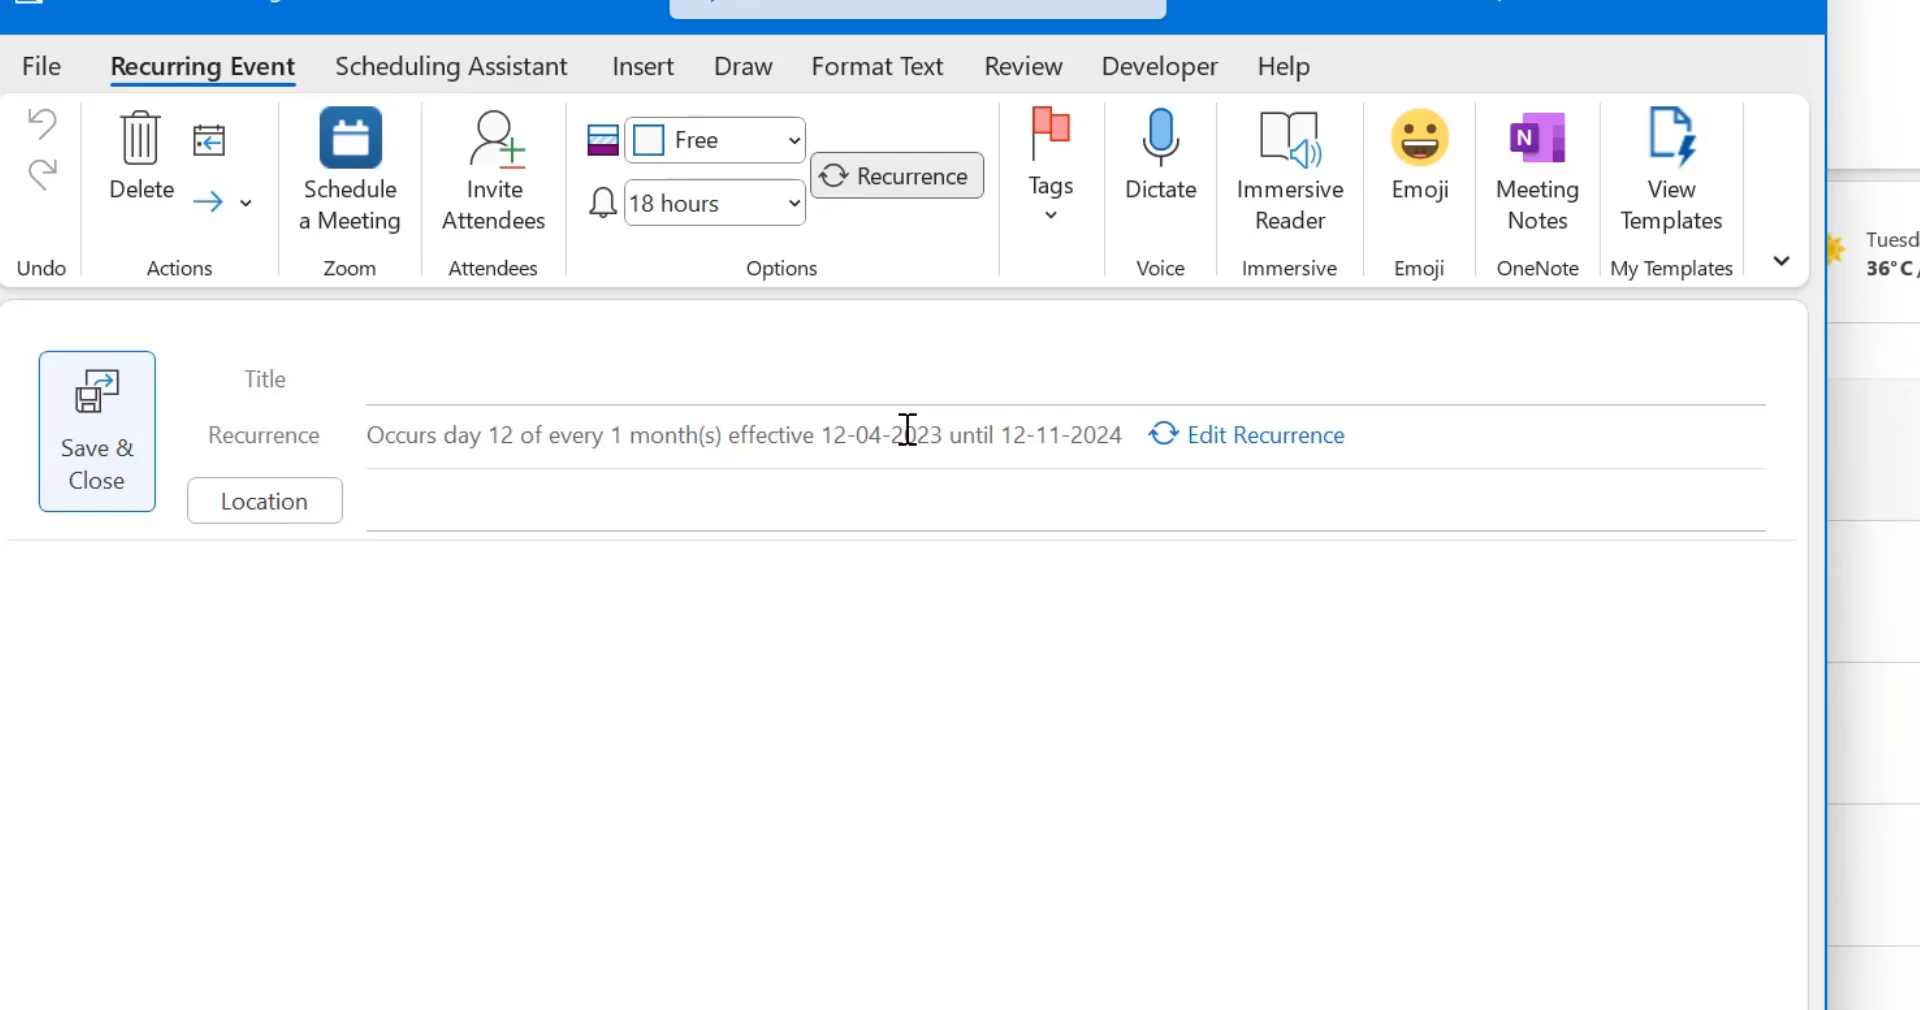 File Recurring Event Scheduling Assistant Insert Draw Format Text Review Developer Help
Delete
Undo
Actions
Schedule
a Meeting
Zoom
Invite
Attendees
Attendees
Free
18 hours
Recurrence
Options
Tags
Dictate
Voice
Immersive
Reader
Immersive
Emoji
Emoji
N
Meeting
Notes
OneNote
View
Templates
My Templates
Tuesd
36°C
Save &
Close
Title
Recurrence Occurs day 12 of every 1 month(s) effective 12-04-2023 until 12-11-2024 Edit Recurrence
Location